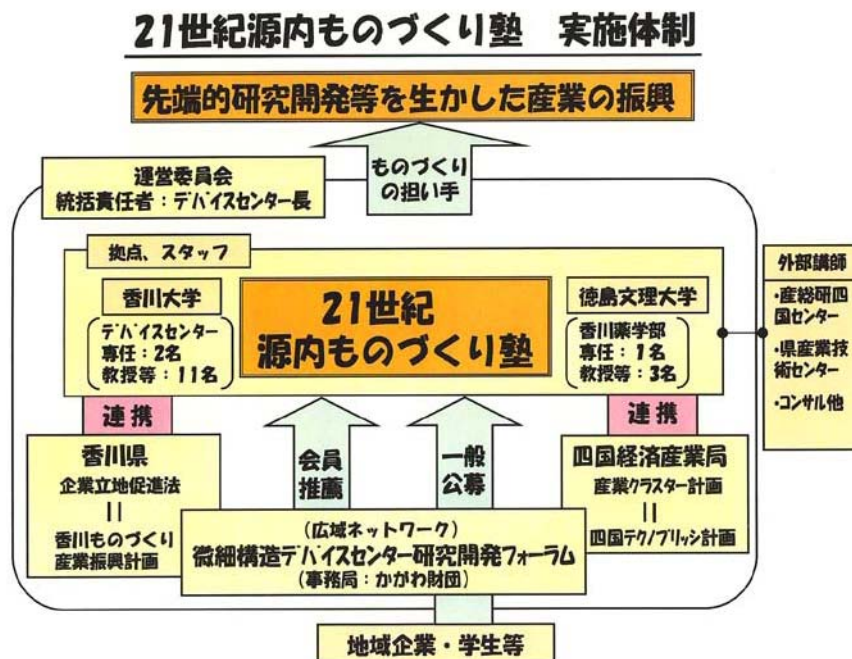 21世紀源内ものづくり塾 実施体制
先端的研究開発等を生かした産業の振興
ものづくり
の担い手
運営委員会
統括責任者：デバイスセンター長
拠点、スタッフ
香川大学
デバイスセンター
専任：2名
教授等：11名
21世紀
源内ものづくり塾
徳島文理大学
香川薬学部
専任：1名
教授等：3名
外部講師
・産総研四
国センター
・県産業技
術センター
・コンサル他
連携
香川県
企業立地促進法
||
香川ものづくり
産業振興計画
会員
推薦
一般
公募
連携
四国経済産業局
産業クラスター計画
||
四国テクノブリッジ計画
(広域ネットワーク)
微細構造デバイスセンター研究開発フォーラム
(事務局：かがわ財団)
地域企業・学生等